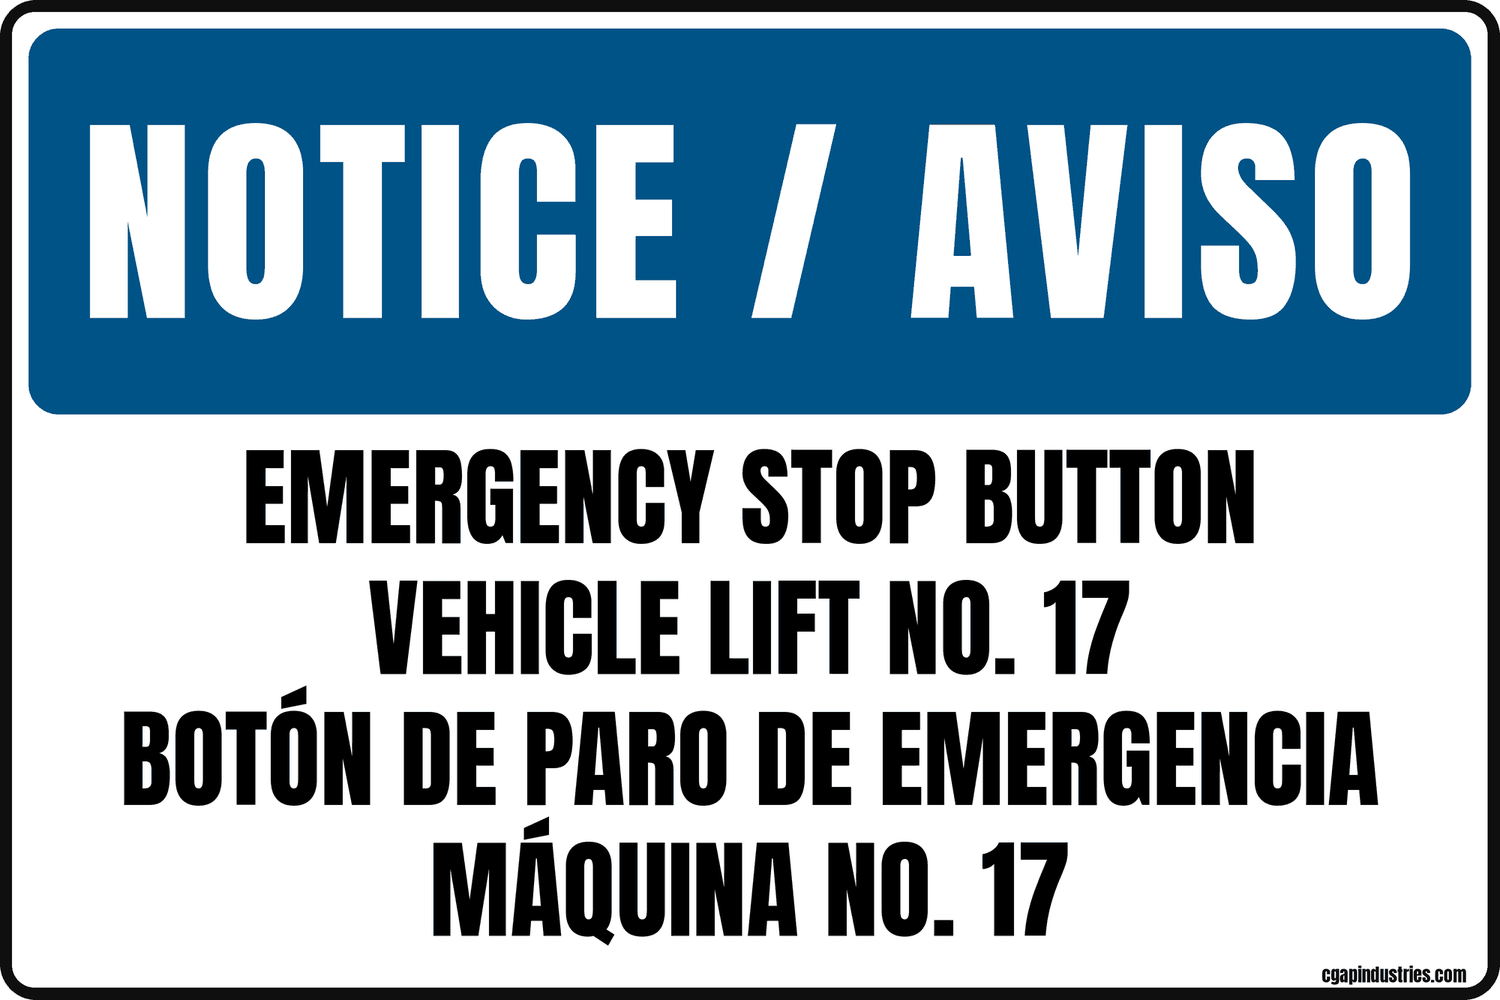 NOTICE / AVISO
EMERGENCY STOP BUTTON
VEHICLE LIFT NO. 17
BOTÓN DE PARO DE EMERGENCIA
MÁQUINA NO. 17
cgapindustries.com